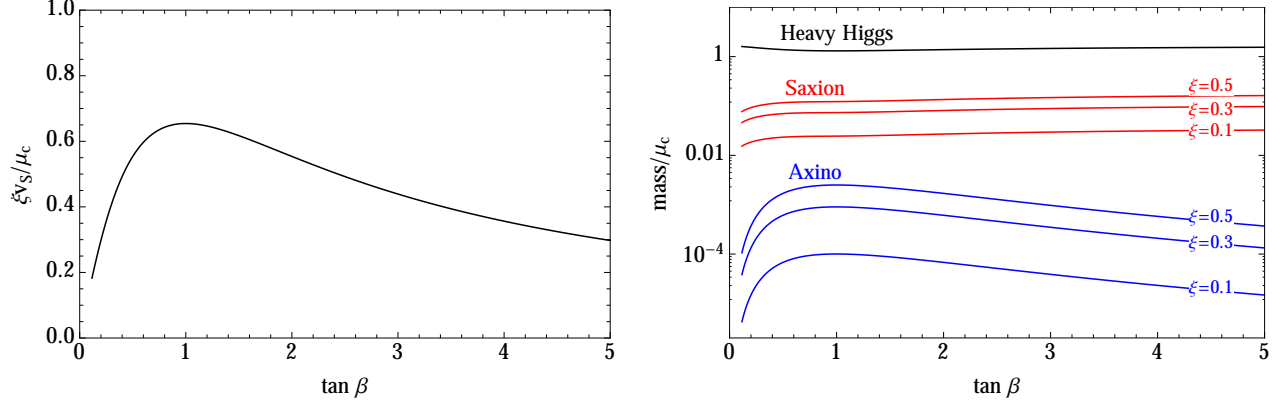 1.0
0.8
0.6
0.4
0.2
0.0
ξv_S/μ_c
0 1 2 3 4 5
tan β
Heavy Higgs
Saxion
ξ=0.5
ξ=0.3
ξ=0.1
Axino
ξ=0.5
ξ=0.3
ξ=0.1
1
0.01
10^{-4}
mass/μ_c
0 1 2 3 4 5
tan β